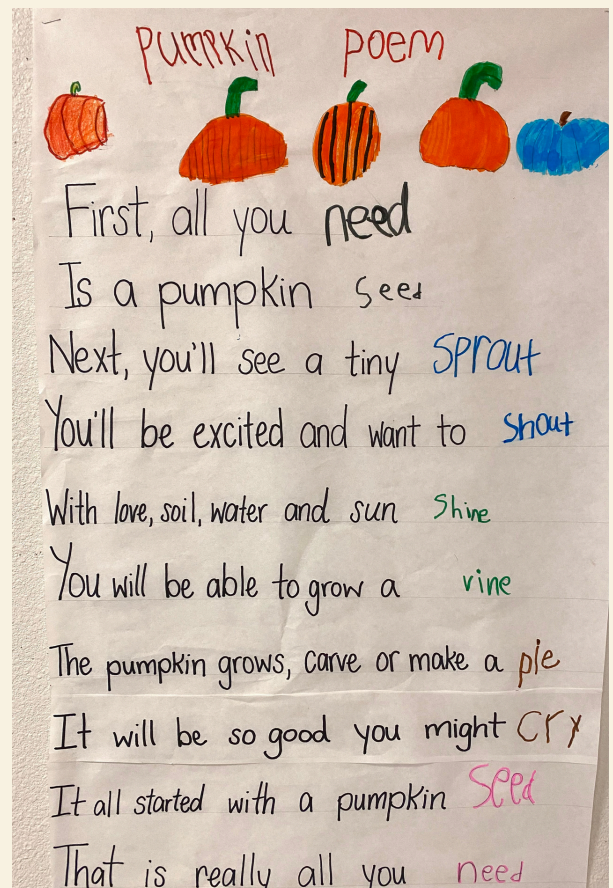 Pumpkin Poem
First, all you need
Is a pumpkin seed
Next, you'll see a tiny sprout
You'll be excited and want to shout
With love, soil, water and sun shine
You will be able to grow a vine
The pumpkin grows, carve or make a pie
It will be so good you might cry
It all started with a pumpkin seed
That is really all you need